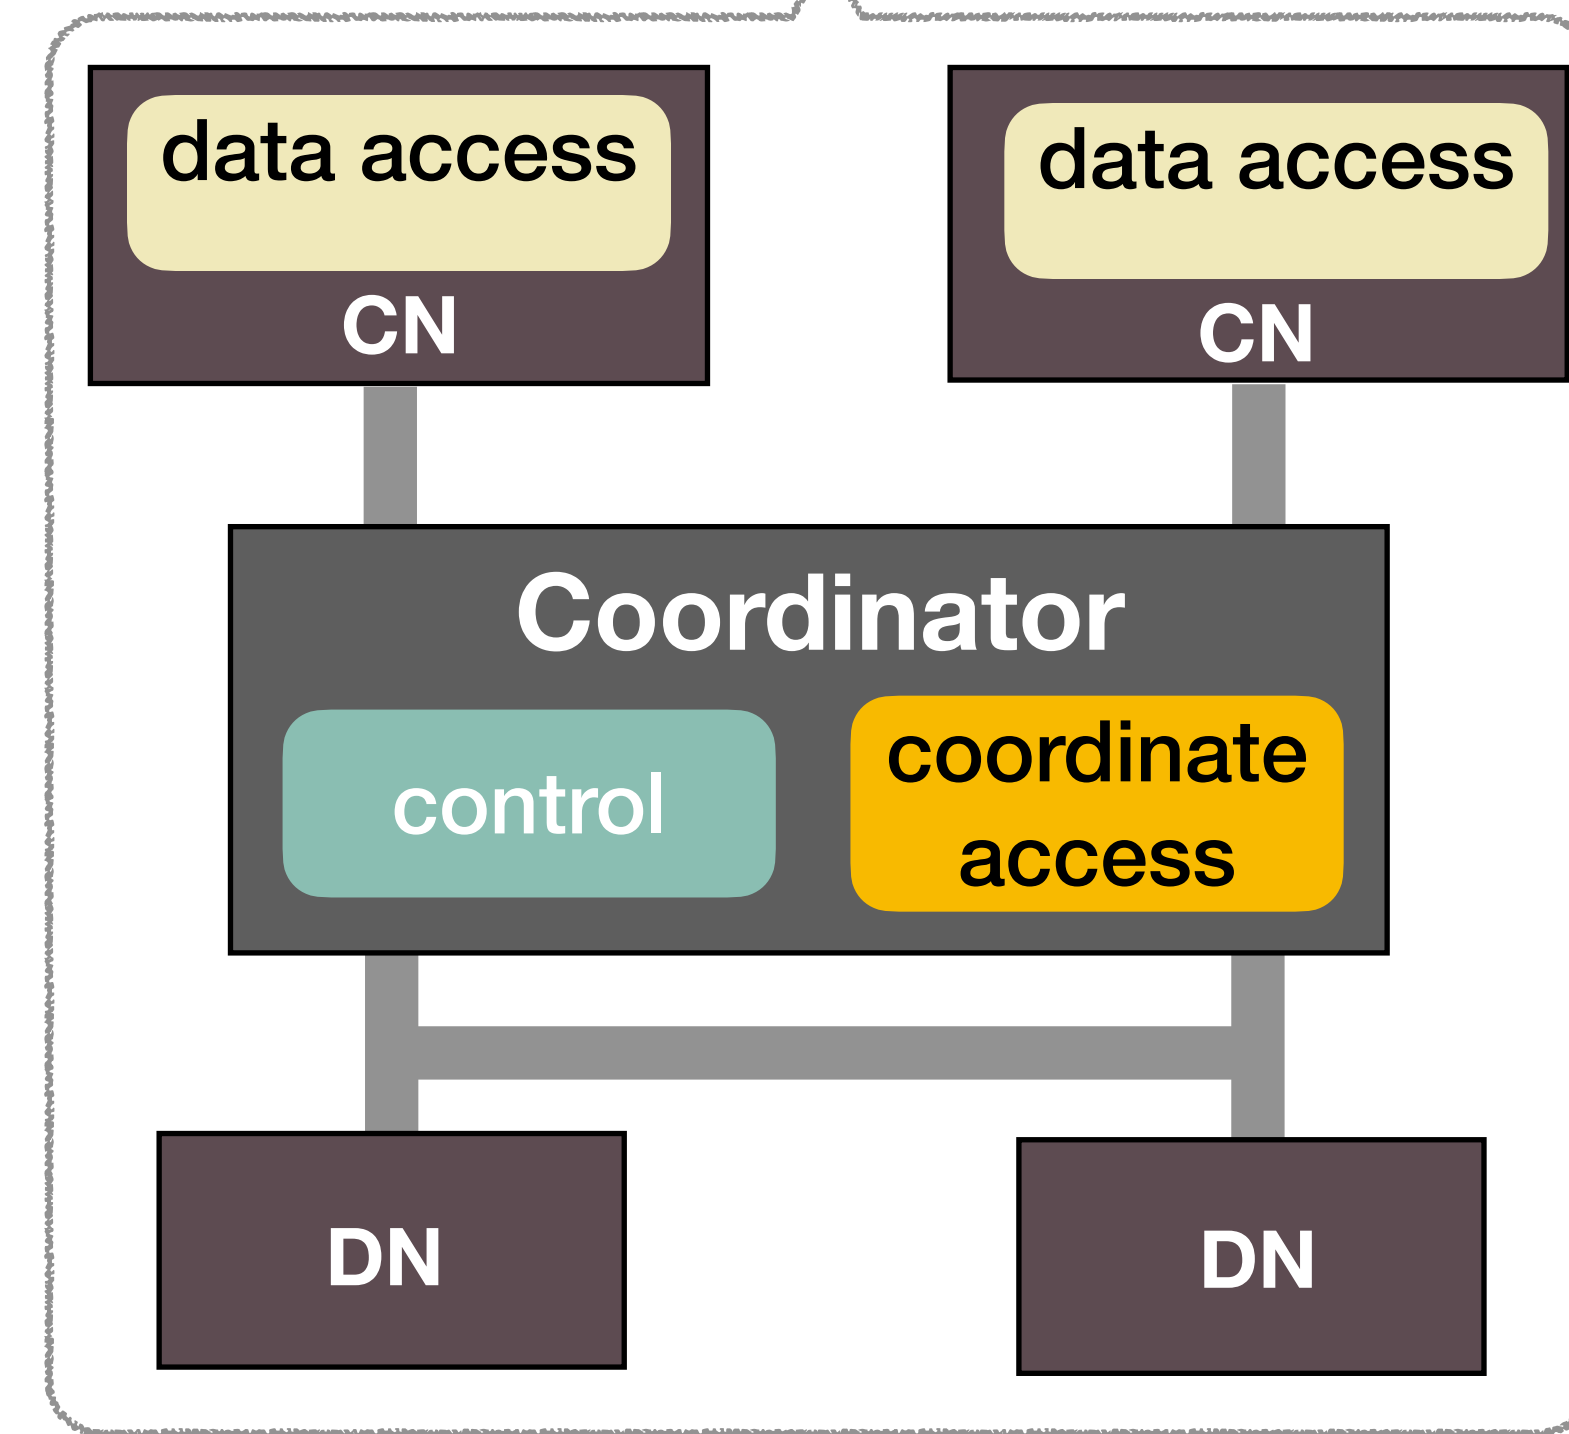 data access
CN
data access
CN
Coordinator
control
coordinate
access
DN
DN